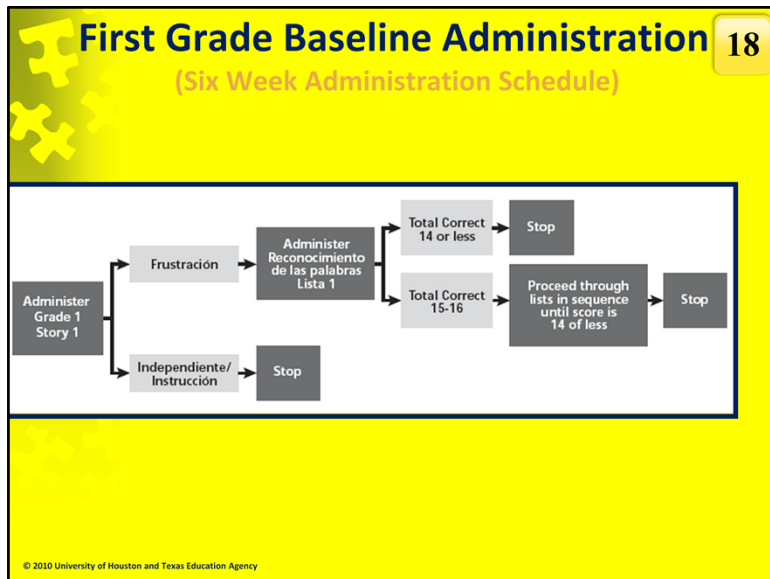 First Grade Baseline Administration
18
(Six Week Administration Schedule)
Administer
Grade 1
Story 1
Frustración
Administer
Reconocimiento
de las palabras
Lista 1
Total Correct
14 or less
Stop
Total Correct
15-16
Proceed through
lists in sequence
until score is
14 of less
Stop
Independiente/
Instrucción
Stop
© 2010 University of Houston and Texas Education Agency